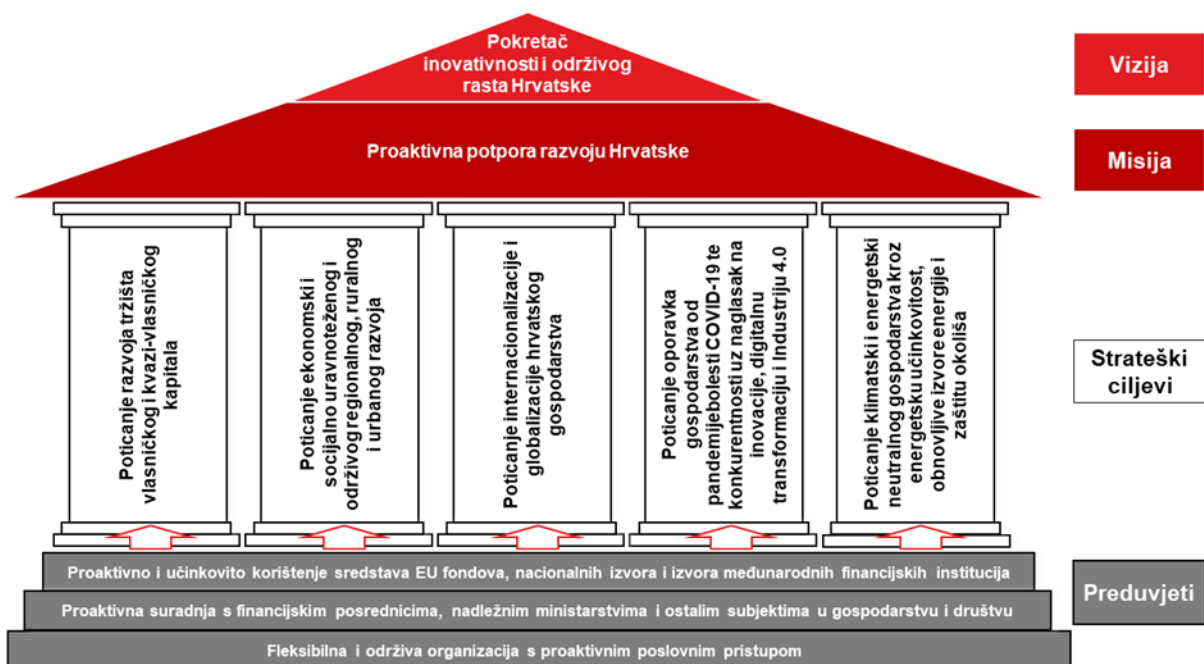 Pokretač
inovativnosti i održivog
rasta Hrvatske
Vizija
Proaktivna potpora razvoju Hrvatske
Misija
Poticanje razvoja tržišta
vlasničkog i kvazi-vlasničkog
kapitala
Poticanje ekonomski i
socijalno uravnoteženog i
održivog regionalnog, ruralnog
i urbanog razvoja
Poticanje internacionalizacije i
globalizacije hrvatskog
gospodarstva
Poticanje oporavka
gospodarstva od
pandemijebolesti COVID-19 te
konkurentnosti uz naglasak na
inovacije, digitalnu
transformaciju i Industriju 4.0
Poticanje klimatski i energetski
neutralnog gospodarstva kroz
energetsku učinkovitost,
obnovljive izvore energije i
zaštitu okoliša
Strateški
ciljevi
Proaktivno i učinkovito korištenje sredstava EU fondova, nacionalnih izvora i izvora međunarodnih financijskih institucija
Proaktivna suradnja s financijskim posrednicima, nadležnim ministarstvima i ostalim subjektima u gospodarstvu i društvu
Fleksibilna i održiva organizacija s proaktivnim poslovnim pristupom
Preduvjeti